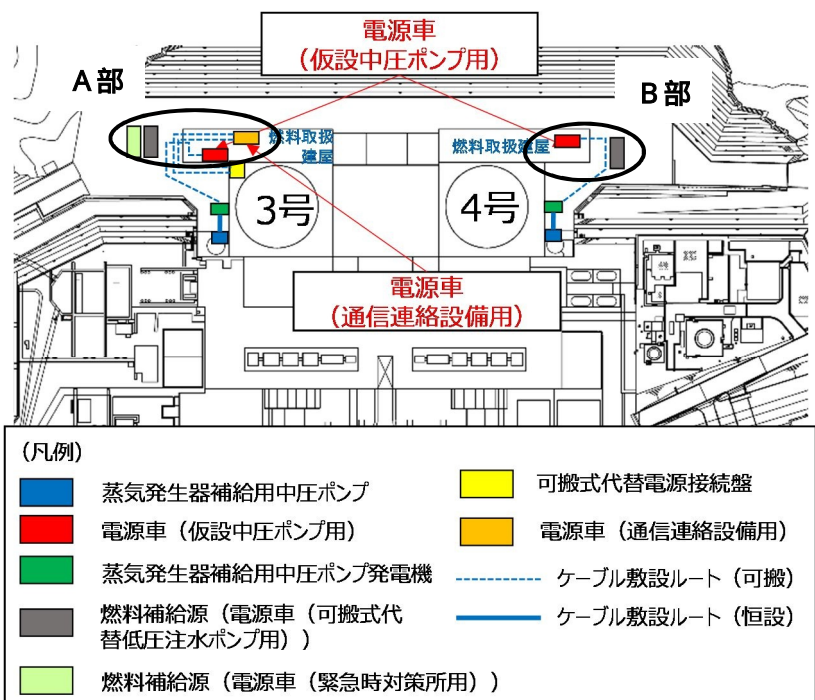 電源車
(仮設中圧ポンプ用)
A部
B部
燃料取扱
建屋
燃料取扱建屋
3号
4号
電源車
(通信連絡設備用)
(凡例)
蒸気発生器補給用中圧ポンプ
電源車(仮設中圧ポンプ用)
蒸気発生器補給用中圧ポンプ発電機
燃料補給源(電源車(可搬式代
替低圧注水ポンプ用))
燃料補給源(電源車(緊急時対策所用))
可搬式代替電源接続盤
電源車(通信連絡設備用)
ケーブル敷設ルート(可搬)
ケーブル敷設ルート(恒設)